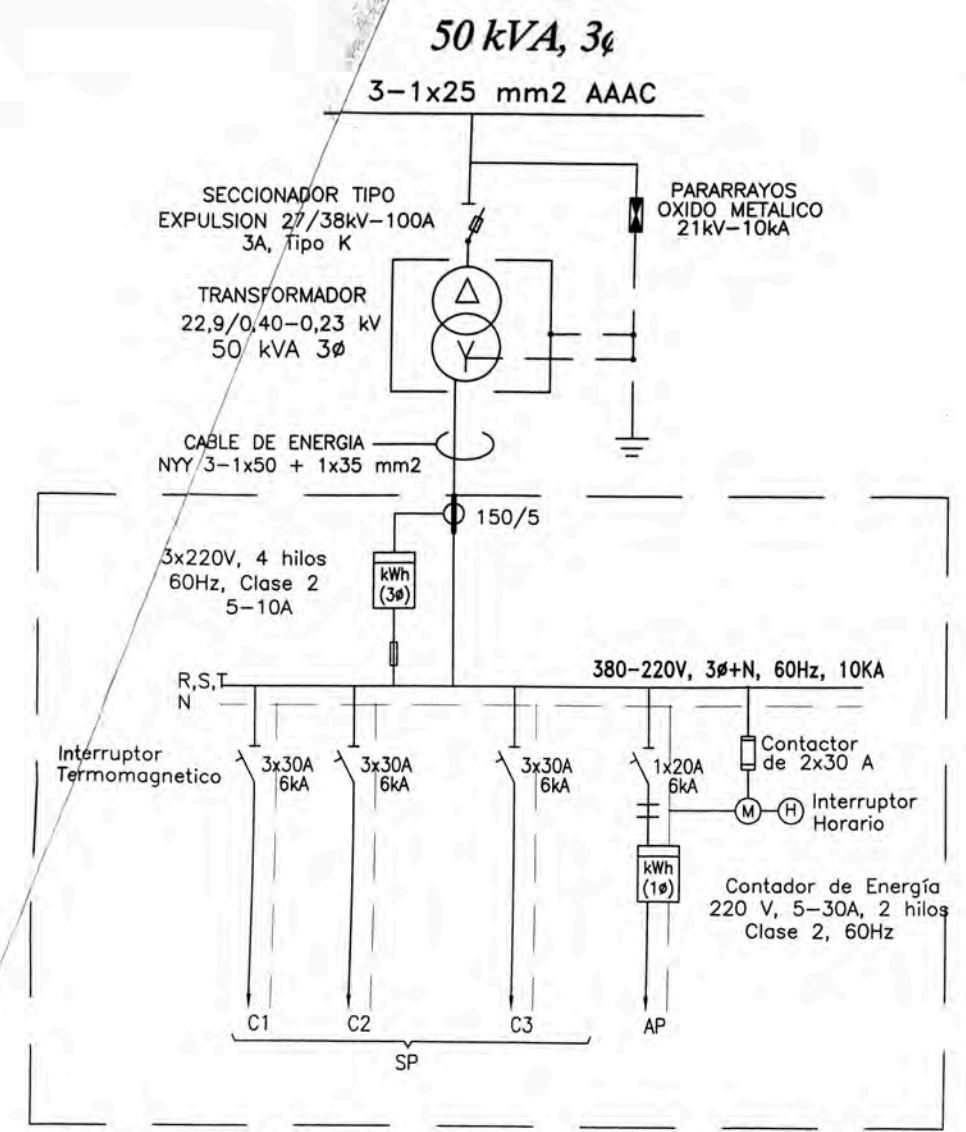 50 kVA, 3ϕ
3-1x25 mm2 AAAC
SECCIONADOR TIPO
EXPULSION 27/38kV-100A
3A, Tipo K
PARARRAYOS
OXIDO METALICO
21kV-10kA
TRANSFORMADOR
22,9/0,40-0,23 kV
50 kVA 3ø
CABLE DE ENERGIA
NYY 3-1x50 + 1x35 mm2
150/5
3x220V, 4 hilos
60Hz, Clase 2
5-10A
kWh
(3ø)
R,S,T
N
380-220V, 3ø+N, 60Hz, 10KA
Interruptor
Termomagnetico
3x30A
6kA
3x30A
6kA
3x30A
6kA
1x20A
6kA
Contactor
de 2x30 A
M
H
Interruptor
Horario
kWh
(1ø)
Contador de Energía
220 V, 5-30A, 2 hilos
Clase 2, 60Hz
C1
C2
C3
AP
SP